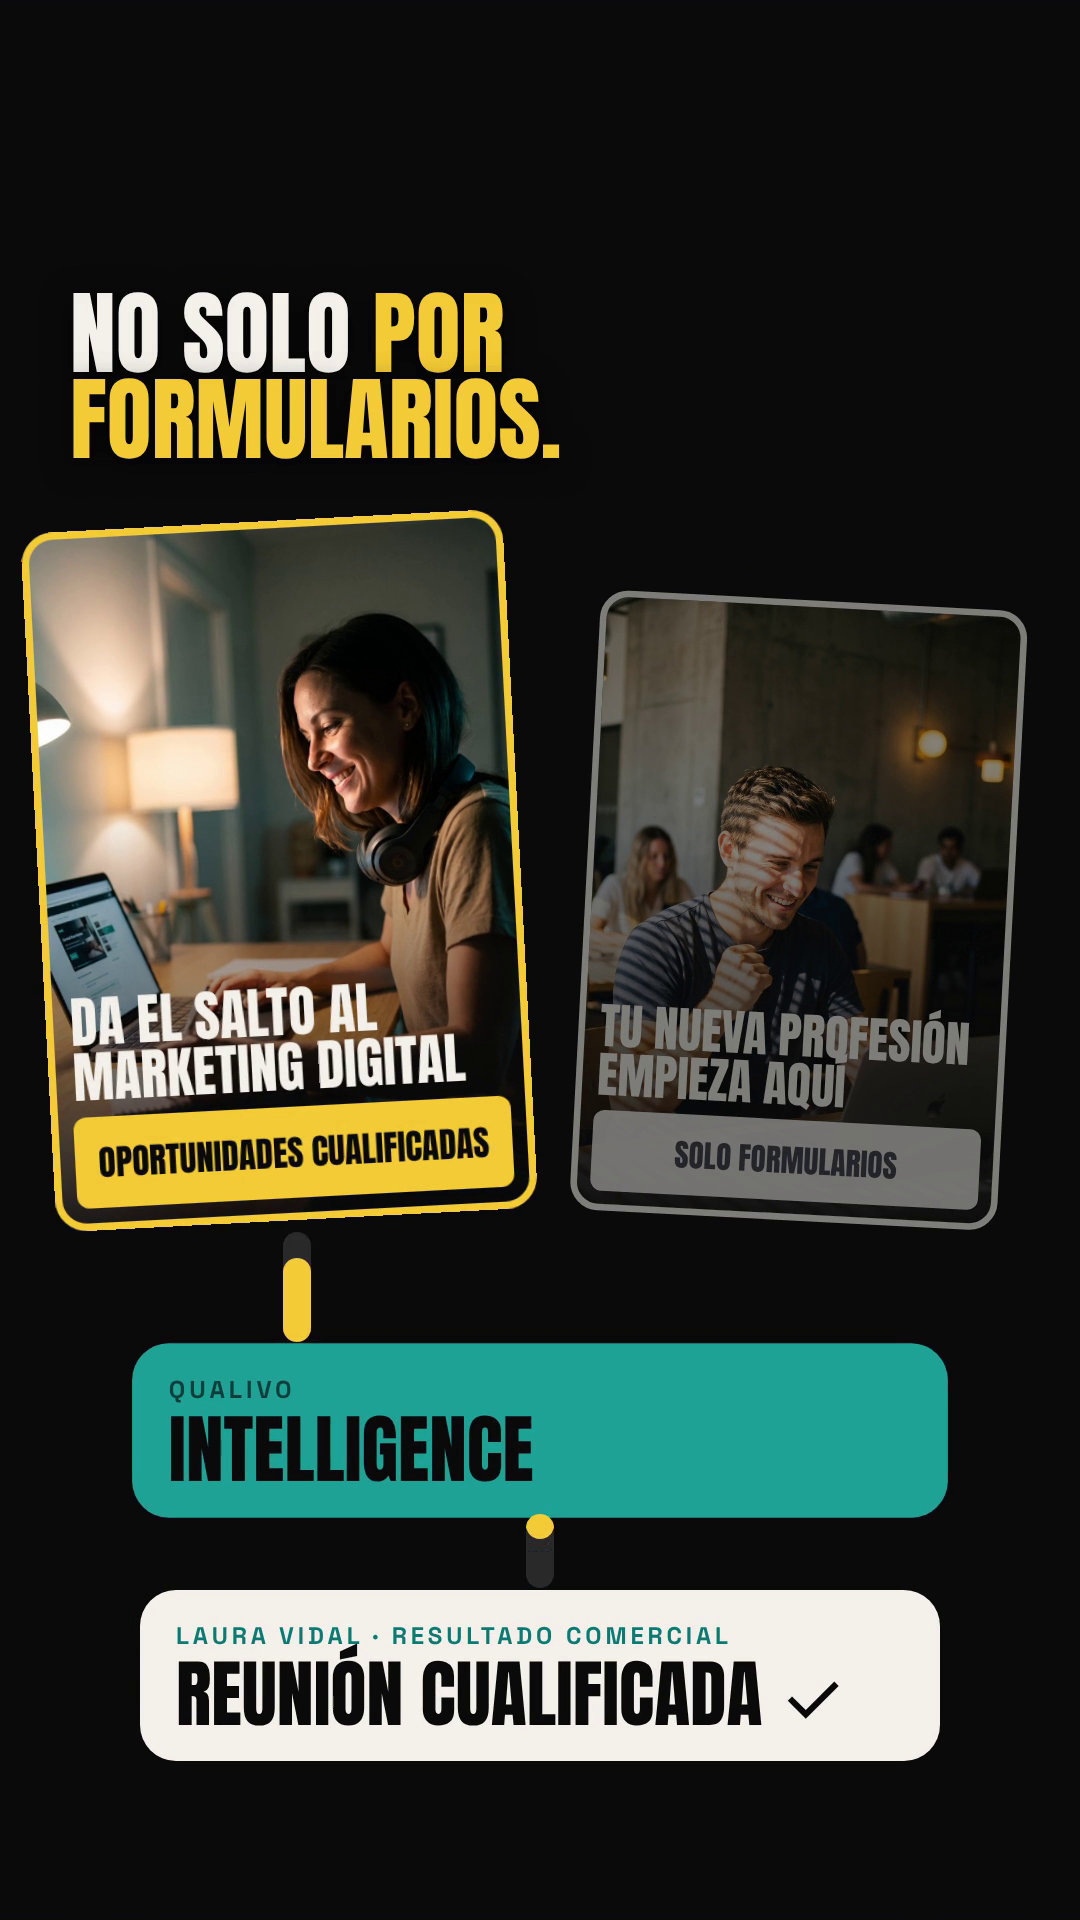 NO SOLO POR
FORMULARIOS.
DA EL SALTO AL
MARKETING DIGITAL
OPORTUNIDADES CUALIFICADAS
TU NUEVA PROFESIÓN
EMPIEZA AQUÍ
SOLO FORMULARIOS
QUALIVO
INTELLIGENCE
LAURA VIDAL · RESULTADO COMERCIAL
REUNIÓN CUALIFICADA ✓